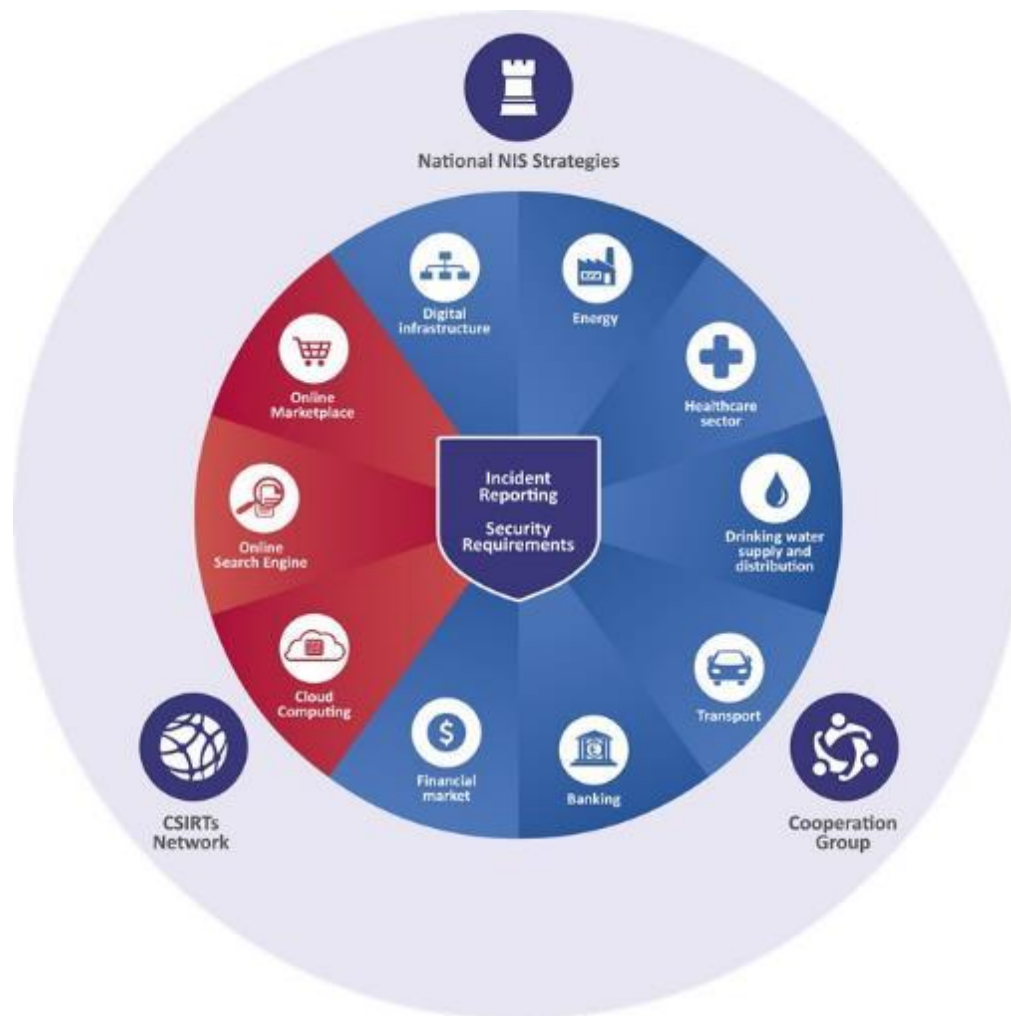 National NIS Strategies
Digital
infrastructure
Energy
Online
Marketplace
Healthcare
sector
Incident
Reporting
Security
Requirements
Online
Search Engine
Drinking water
supply and
distribution
Cloud
Computing
Transport
Financial
market
Banking
CSIRTs
Network
Cooperation
Group